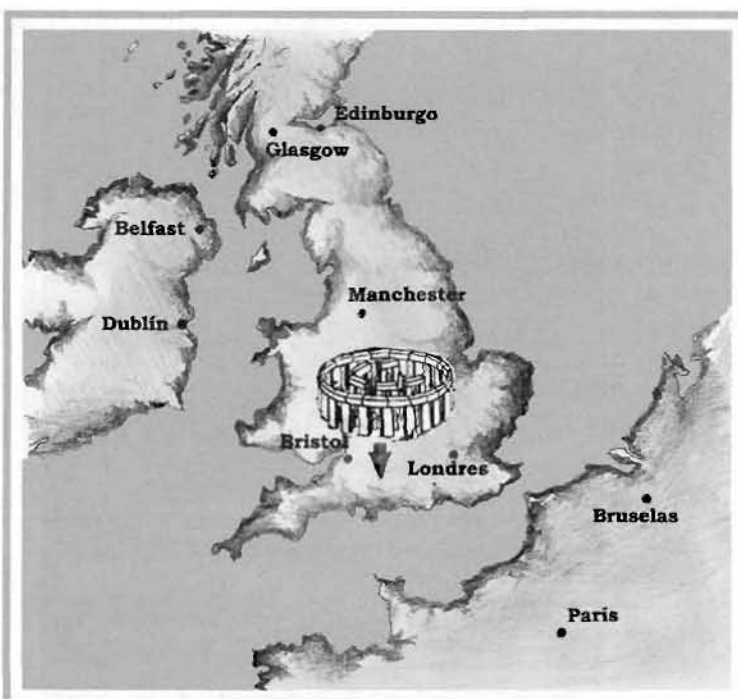 Edinburgo
Glasgow
Belfast
Manchester
Dublín
Bristol
Londres
Bruselas
París